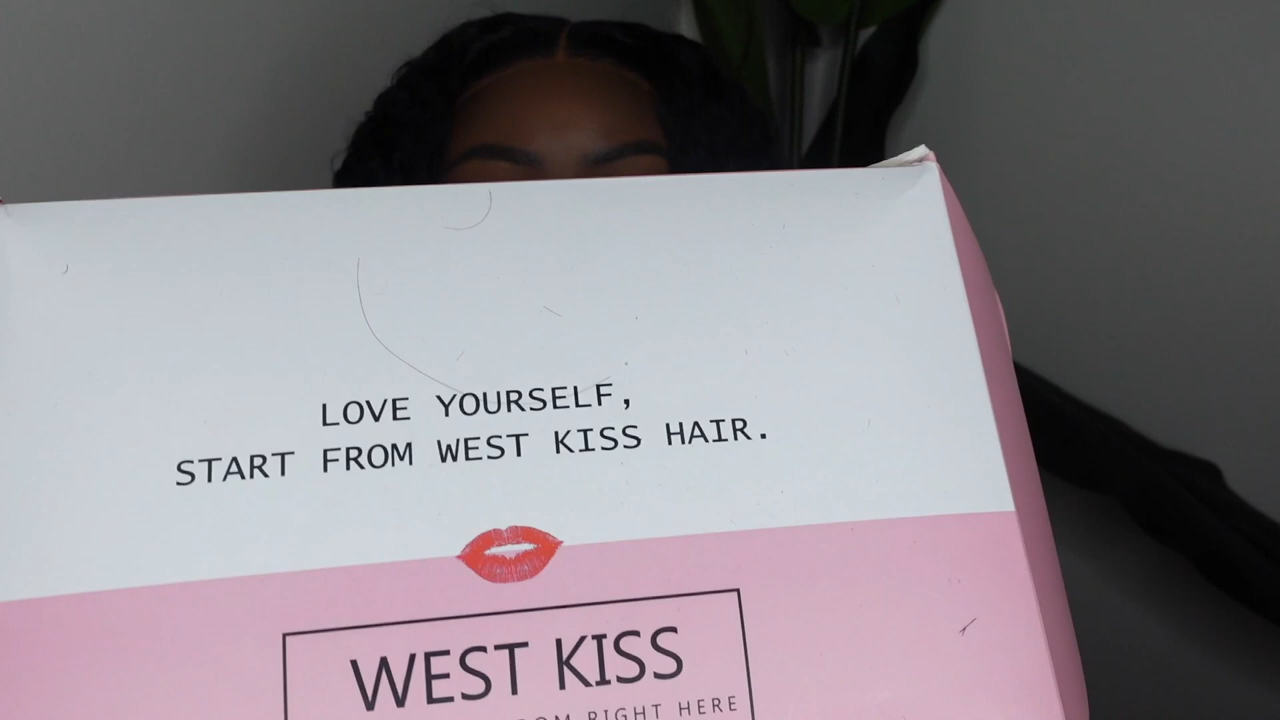 LOVE YOURSELF,
START FROM WEST KISS HAIR.
WEST KISS
RIGHT HERE